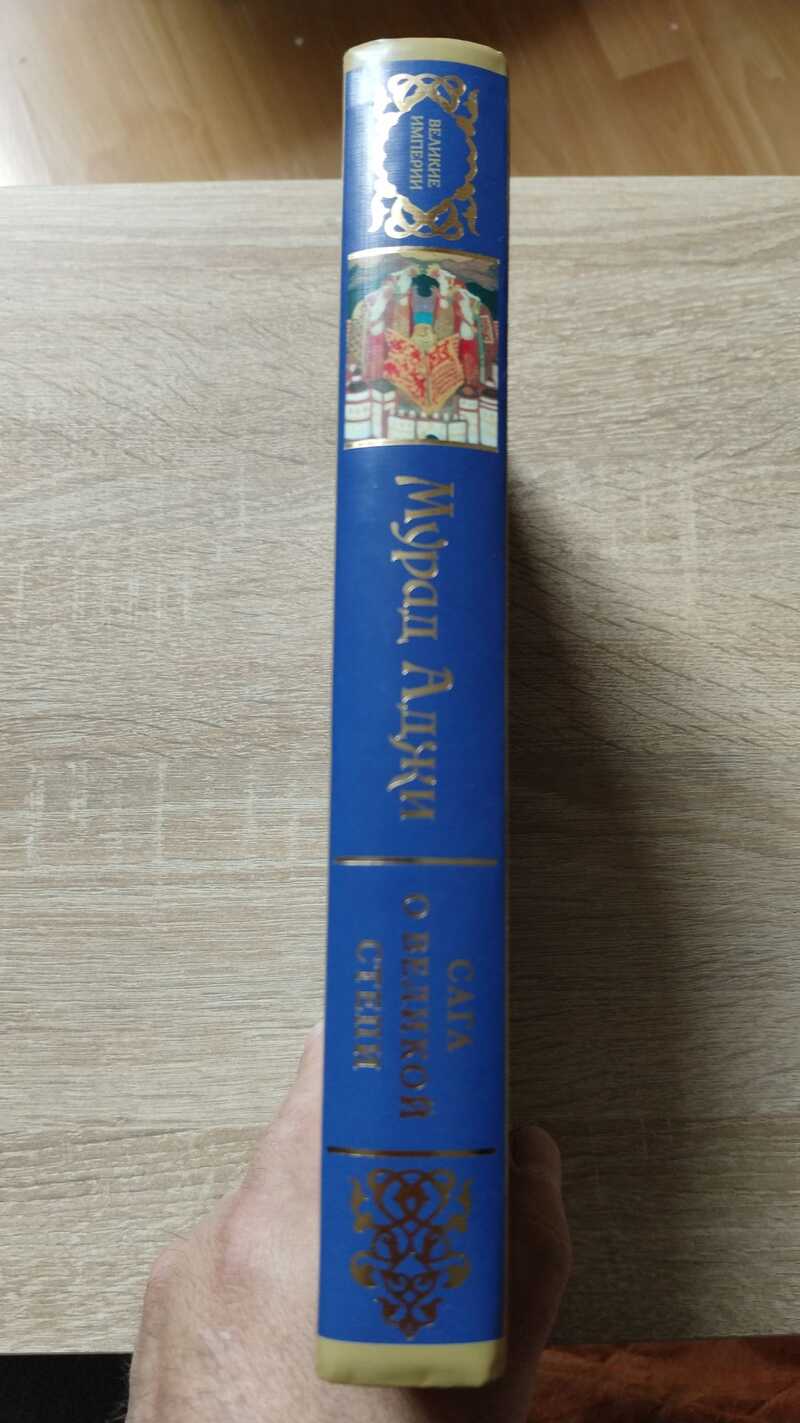 ВЕЛИКИЕ
ИМПЕРИИ
Мурад Аджи
САГА
О ВЕЛИКОЙ
СТЕПИ